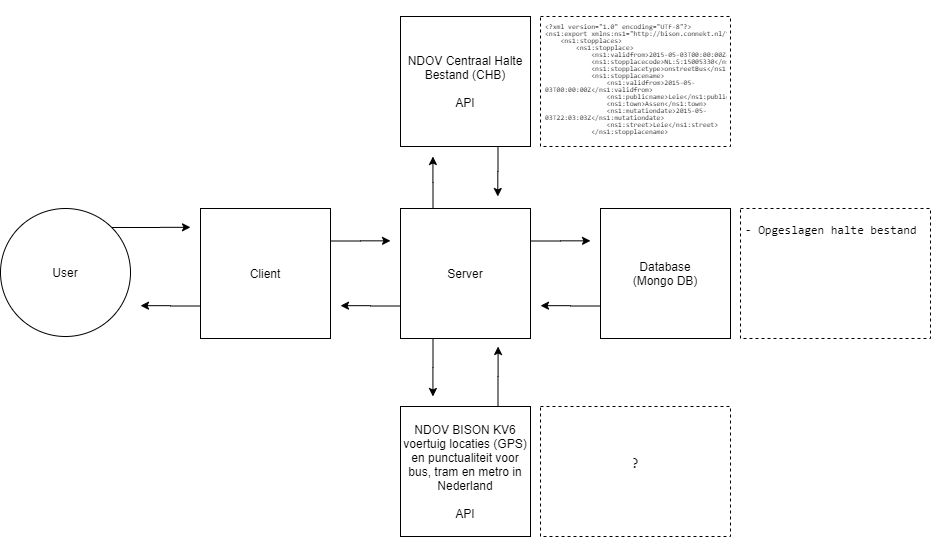 NDOV Centraal Halte
Bestand (CHB)
API
<?xml version="1.0" encoding="UTF-8"?>
<ns1:export xmlns:ns1="http://bison.connekt.nl/
<ns1:stopplaces>
<ns1:stopplace>
<ns1:validfrom>2015-05-03T00:00:00Z
<ns1:stopplacecode>NL:S:15005330</n
<ns1:stopplacetype>onstreetBus</ns1
<ns1:stopplacename>
<ns1:validfrom>2015-05-
03T00:00:00Z</ns1:validfrom>
<ns1:publicname>Leie</ns1:publi
<ns1:town>Assen</ns1:town>
<ns1:mutationdate>2015-05-
03T22:03:03Z</ns1:mutationdate>
<ns1:street>Leie</ns1:street>
</ns1:stopplacename>
User
Client
Server
Database
(Mongo DB)
- Opgeslagen halte bestand
NDOV BISON KV6
voertuig locaties (GPS)
en punctualiteit voor
bus, tram en metro in
Nederland
API
?